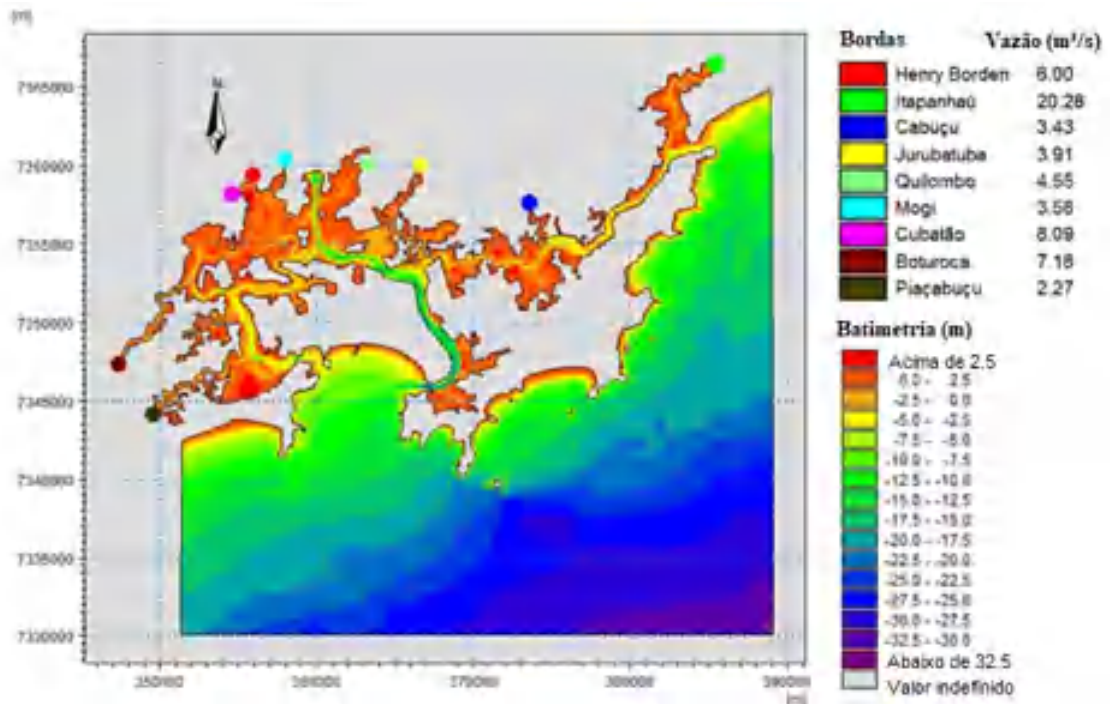 [m]
7365000
7360000
7355000
7350000
7345000
7340000
7335000
7330000
350000 360000 370000 380000 390000
[m]
N
Bordas Vazão (m³/s)
Henry Borden 6.00
Itapanhaú 20.28
Cabuçu 3.43
Jurubatuba 3.91
Quilombo 4.55
Mogi 3.58
Cubatão 8.09
Boturoca 7.18
Piaçabuçu 2.27
Batimetria (m)
Acima de 2.5
0.0 - 2.5
-2.5 - 0.0
-5.0 - -2.5
-7.5 - -5.0
-10.0 - -7.5
-12.5 - -10.0
-15.0 - -12.5
-17.5 - -15.0
-20.0 - -17.5
-22.5 - -20.0
-25.0 - -22.5
-27.5 - -25.0
-30.0 - -27.5
-32.5 - -30.0
Abaixo de 32.5
Valor indefinido